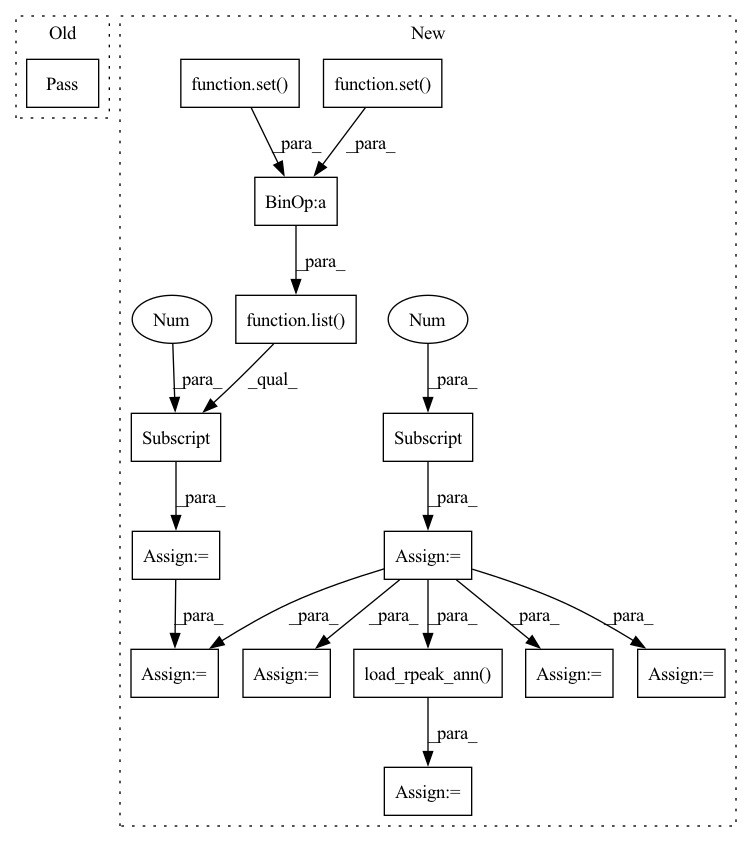 Old
New
Pass
function.set()
function.set()
_para_
_para_
BinOp:a
_para_
Num
function.list()
Num
_para_
_qual_
_para_
Subscript
Subscript
_para_
_para_
Assign:=
Assign:=
_para_
_para_
_para_
_para_
_para_
_para_
Assign:=
Assign:=
load_rpeak_ann()
Assign:=
Assign:=
_para_
Assign:=